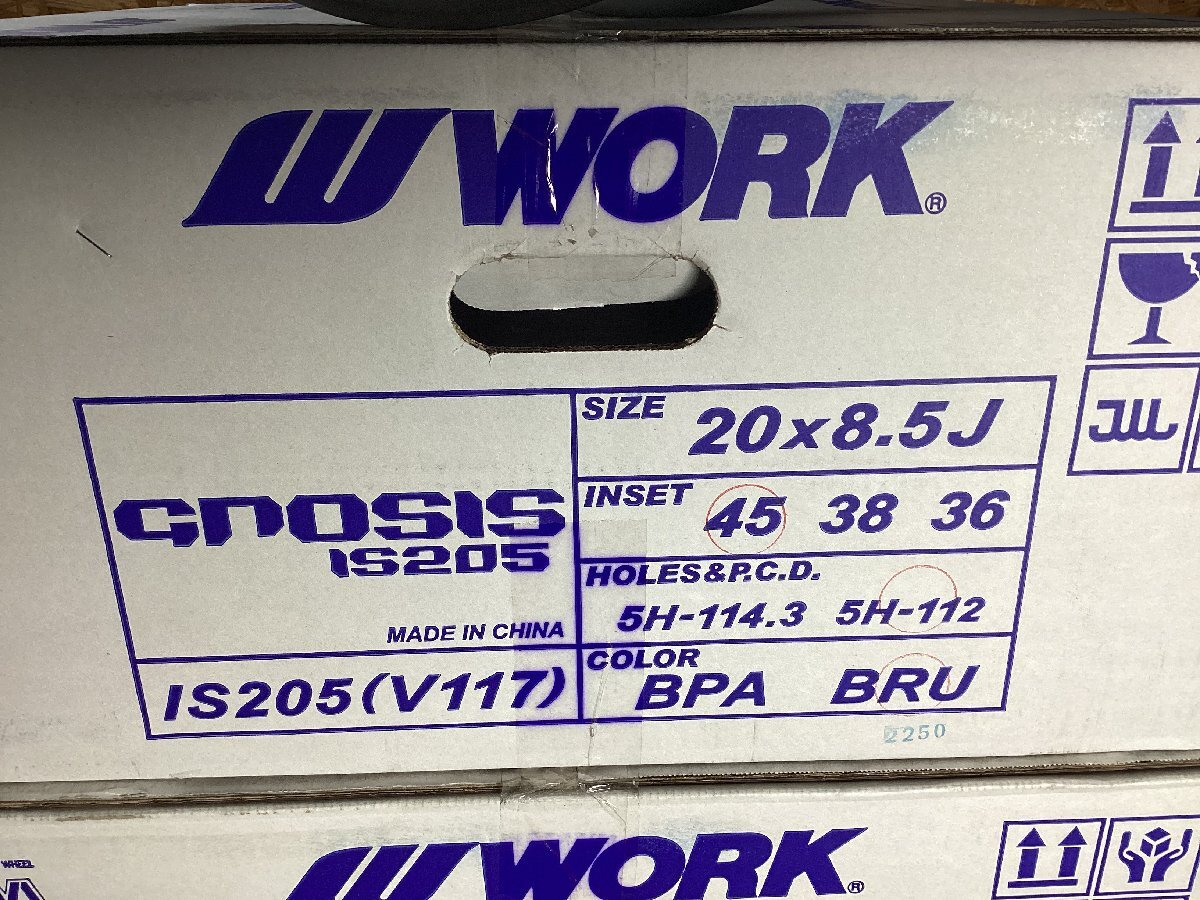 WORK®
SIZE 20x8.5J
INSET 45 38 36
GNOSIS
IS205
HOLES&P.C.D.
5H-114.3 5H-112
MADE IN CHINA
COLOR
IS205(V117)
BPA BRU
2250
WHEEL
WORK®